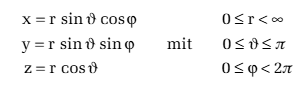 x = r sin ϑ cos φ 0 ≤ r < ∞
y = r sin ϑ sin φ mit 0 ≤ ϑ ≤ π
z = r cos ϑ 0 ≤ φ < 2π